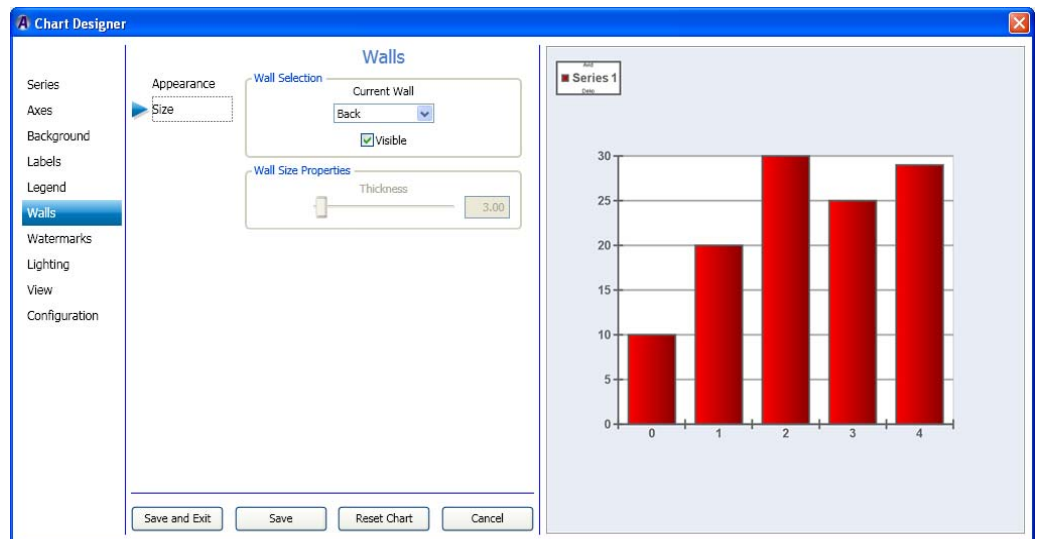 Chart Designer
Series
Axes
Background
Labels
Legend
Walls
Watermarks
Lighting
View
Configuration
Appearance
Size
Walls
Wall Selection
Current Wall
Back
Visible
Wall Size Properties
Thickness
3.00
Save and Exit
Save
Reset Chart
Cancel
Series 1
30
25
20
15
10
5
0
0 1 2 3 4